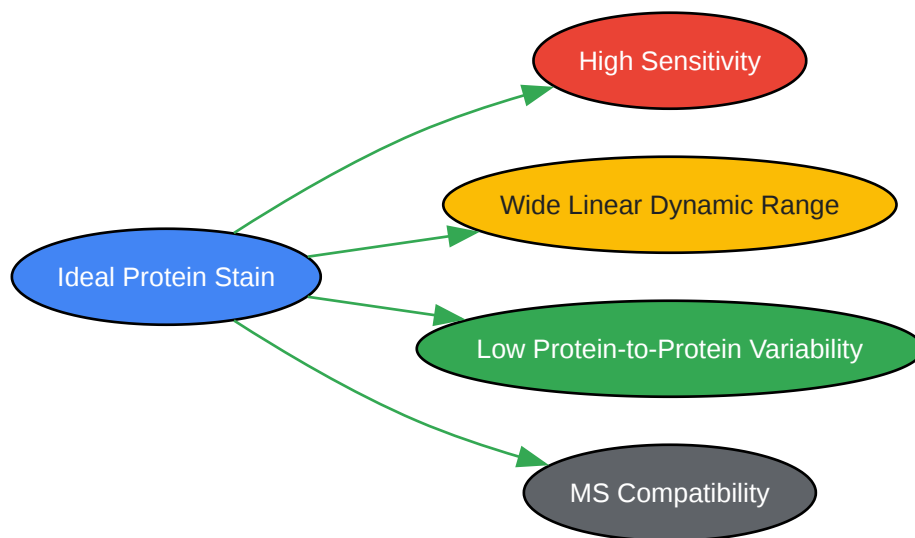 High Sensitivity
Wide Linear Dynamic Range
Ideal Protein Stain
Low Protein-to-Protein Variability
MS Compatibility